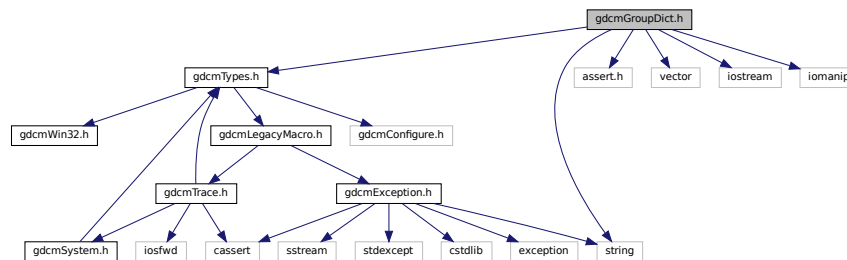 gdcmGroupDict.h
gdcmTypes.h
assert.h
vector
iostream
iomanip
gdcmWin32.h
gdcmLegacyMacro.h
gdcmConfigure.h
gdcmTrace.h
gdcmException.h
gdcmSystem.h
iosfwd
cassert
sstream
stdexcept
cstdlib
exception
string